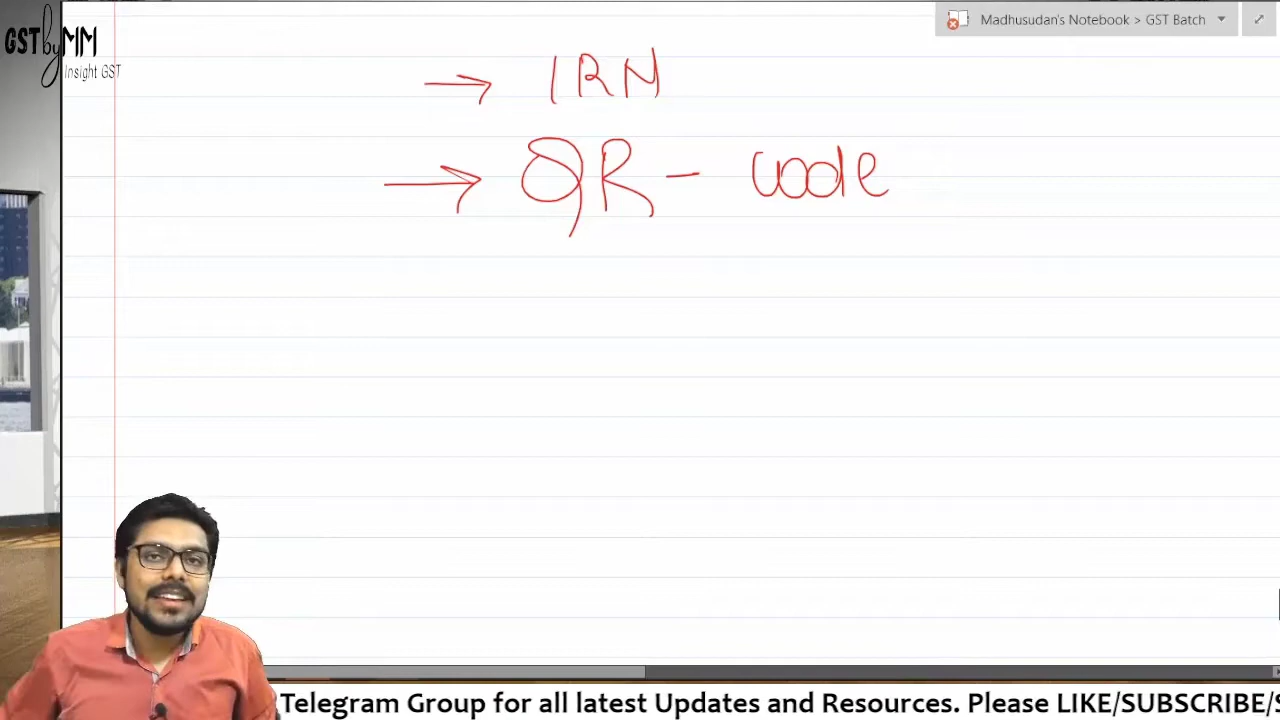 GST by MM
Insight GST
Madhusudan's Notebook > GST Batch
→ IRN
→ QR - code
Telegram Group for all latest Updates and Resources. Please LIKE/SUBSCRIBE/S